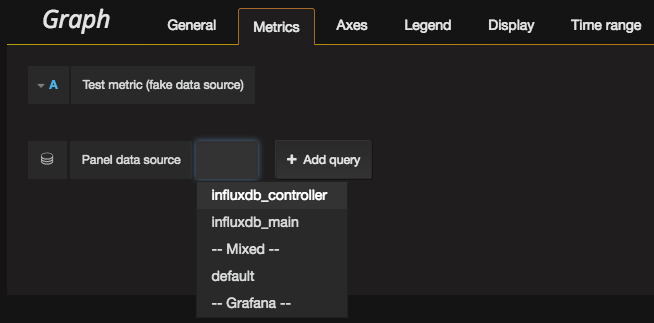 Graph General Metrics Axes Legend Display Time range
A Test metric (fake data source)
Panel data source + Add query
influxdb_controller
influxdb_main
-- Mixed --
default
-- Grafana --